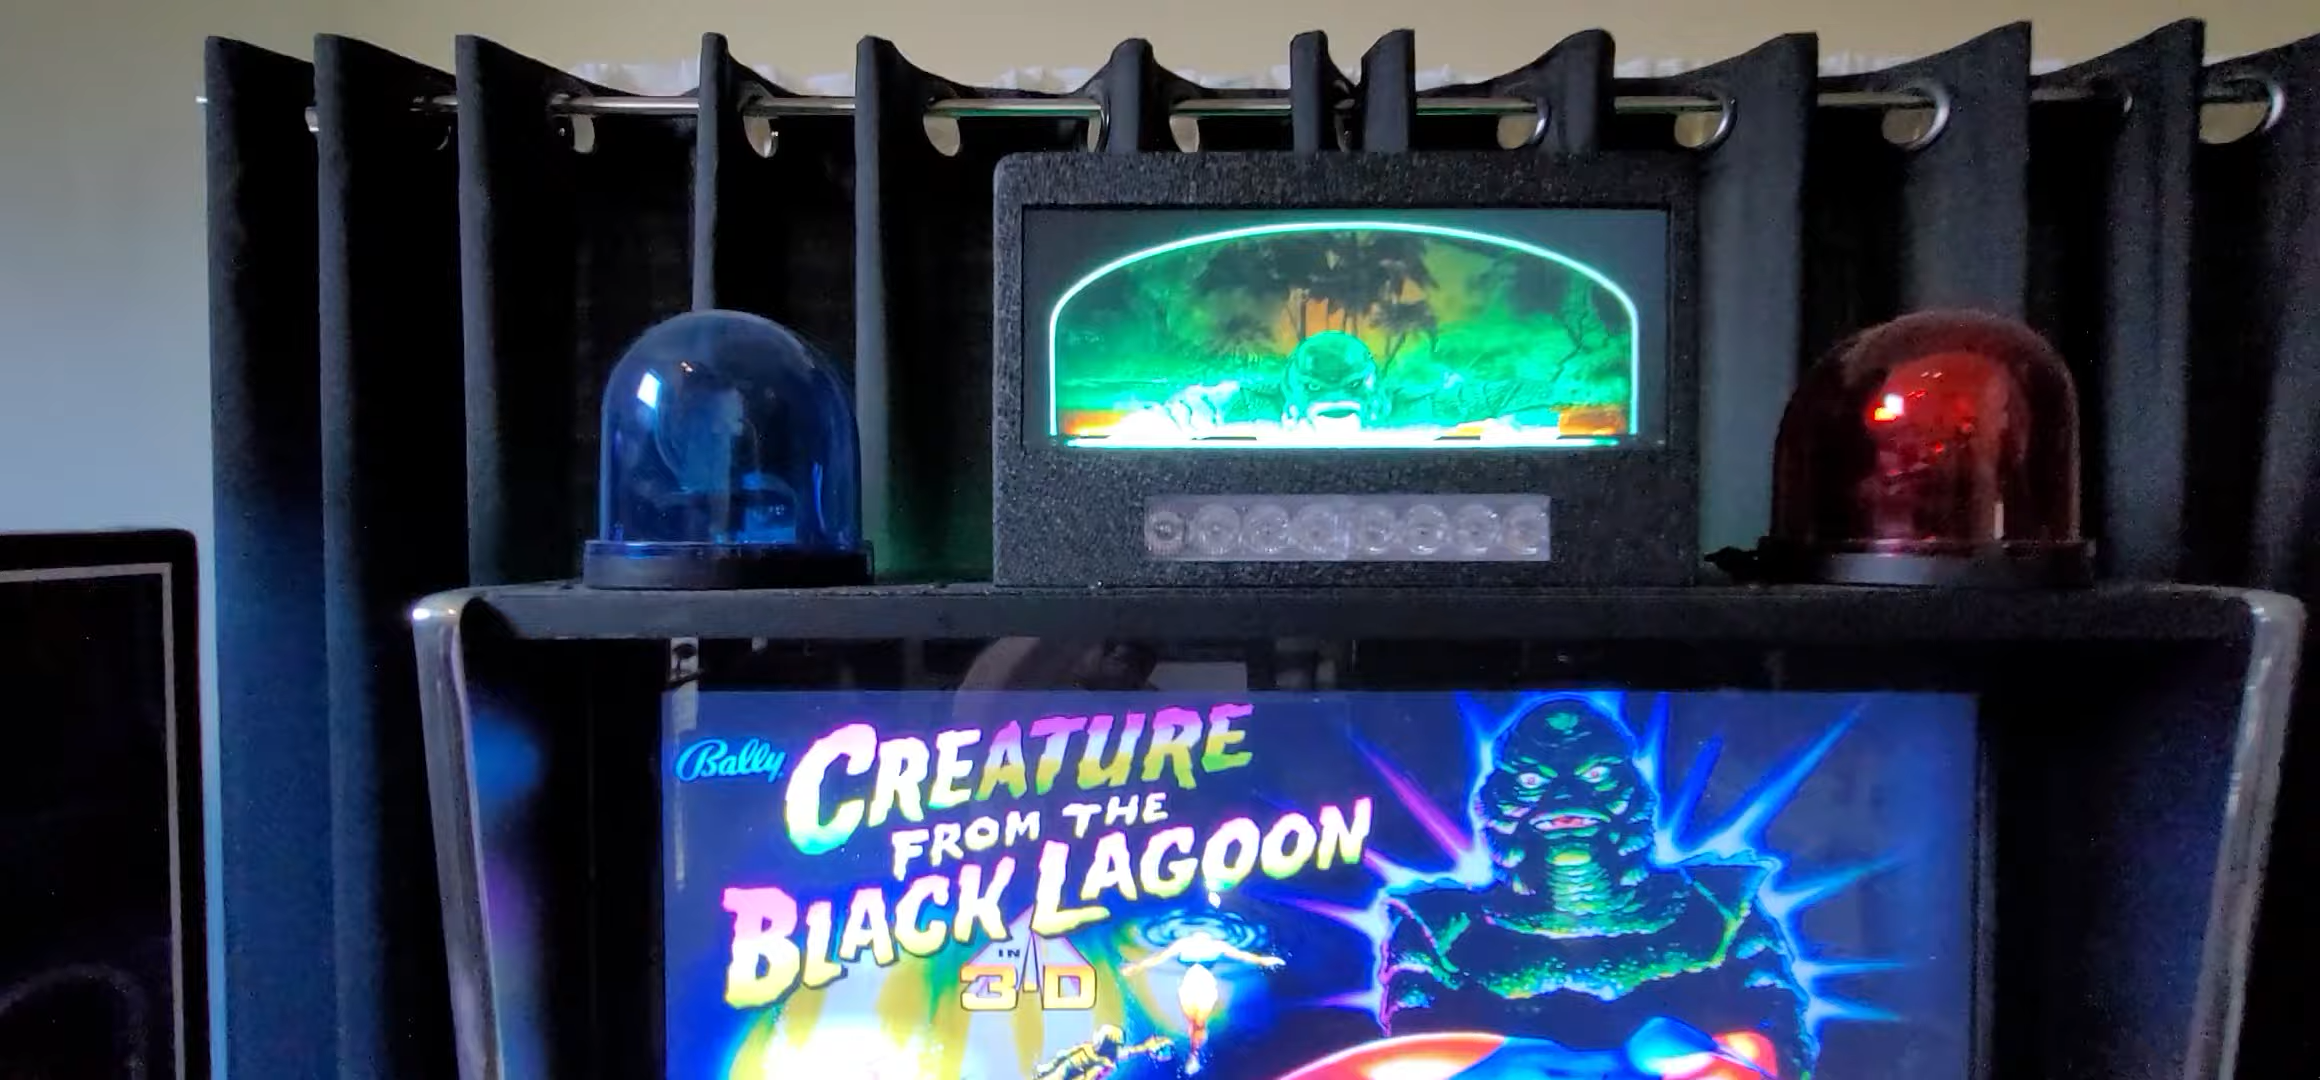 Bally
CREATURE
FROM THE
BLACK LAGOON
IN
3-D